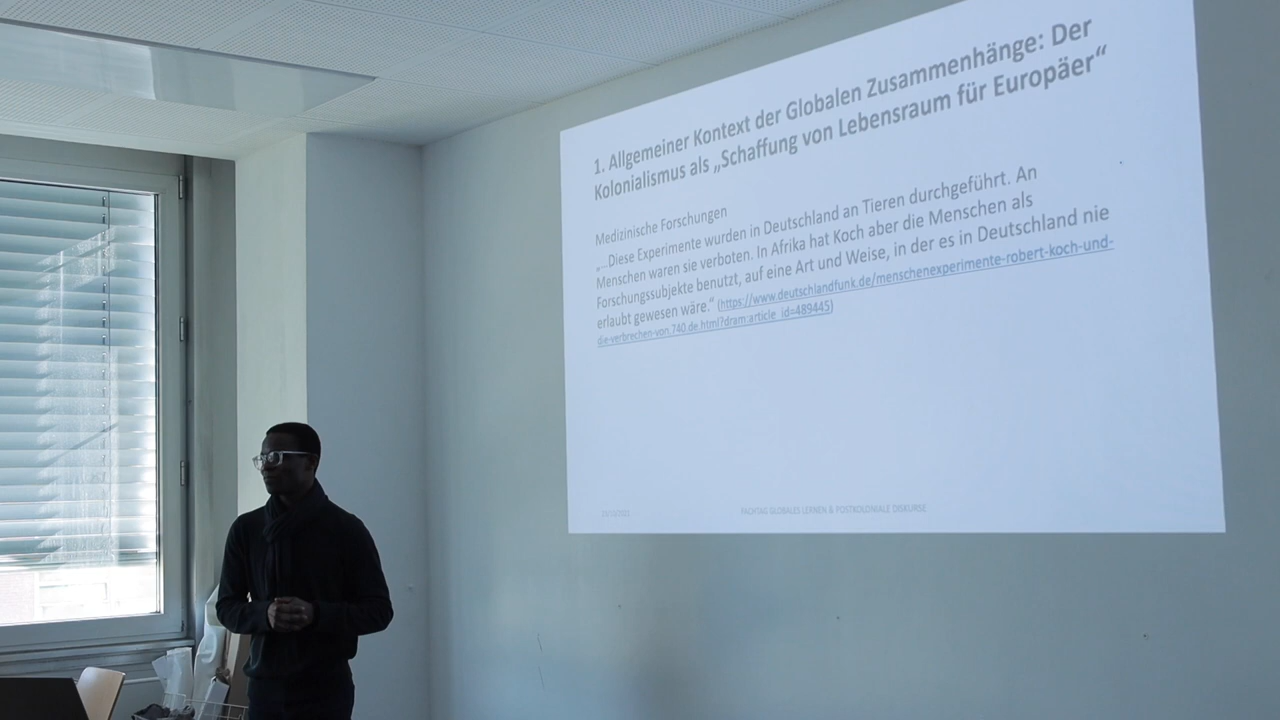 1. Allgemeiner Kontext der Globalen Zusammenhänge: Der
Kolonialismus als „Schaffung von Lebensraum für Europäer“
Medizinische Forschungen
„…Diese Experimente wurden in Deutschland an Tieren durchgeführt. An
Menschen waren sie verboten. In Afrika hat Koch aber die Menschen als
Forschungssubjekte benutzt, auf eine Art und Weise, in der es in Deutschland nie
erlaubt gewesen wäre.“ (https://www.deutschlandfunk.de/menschenexperimente-robert-koch-und-
die-verbrechen-von.740.de.html?dram:article_id=489445)
FACHTAG GLOBALES LERNEN & POSTKOLONIALE DISKURSE